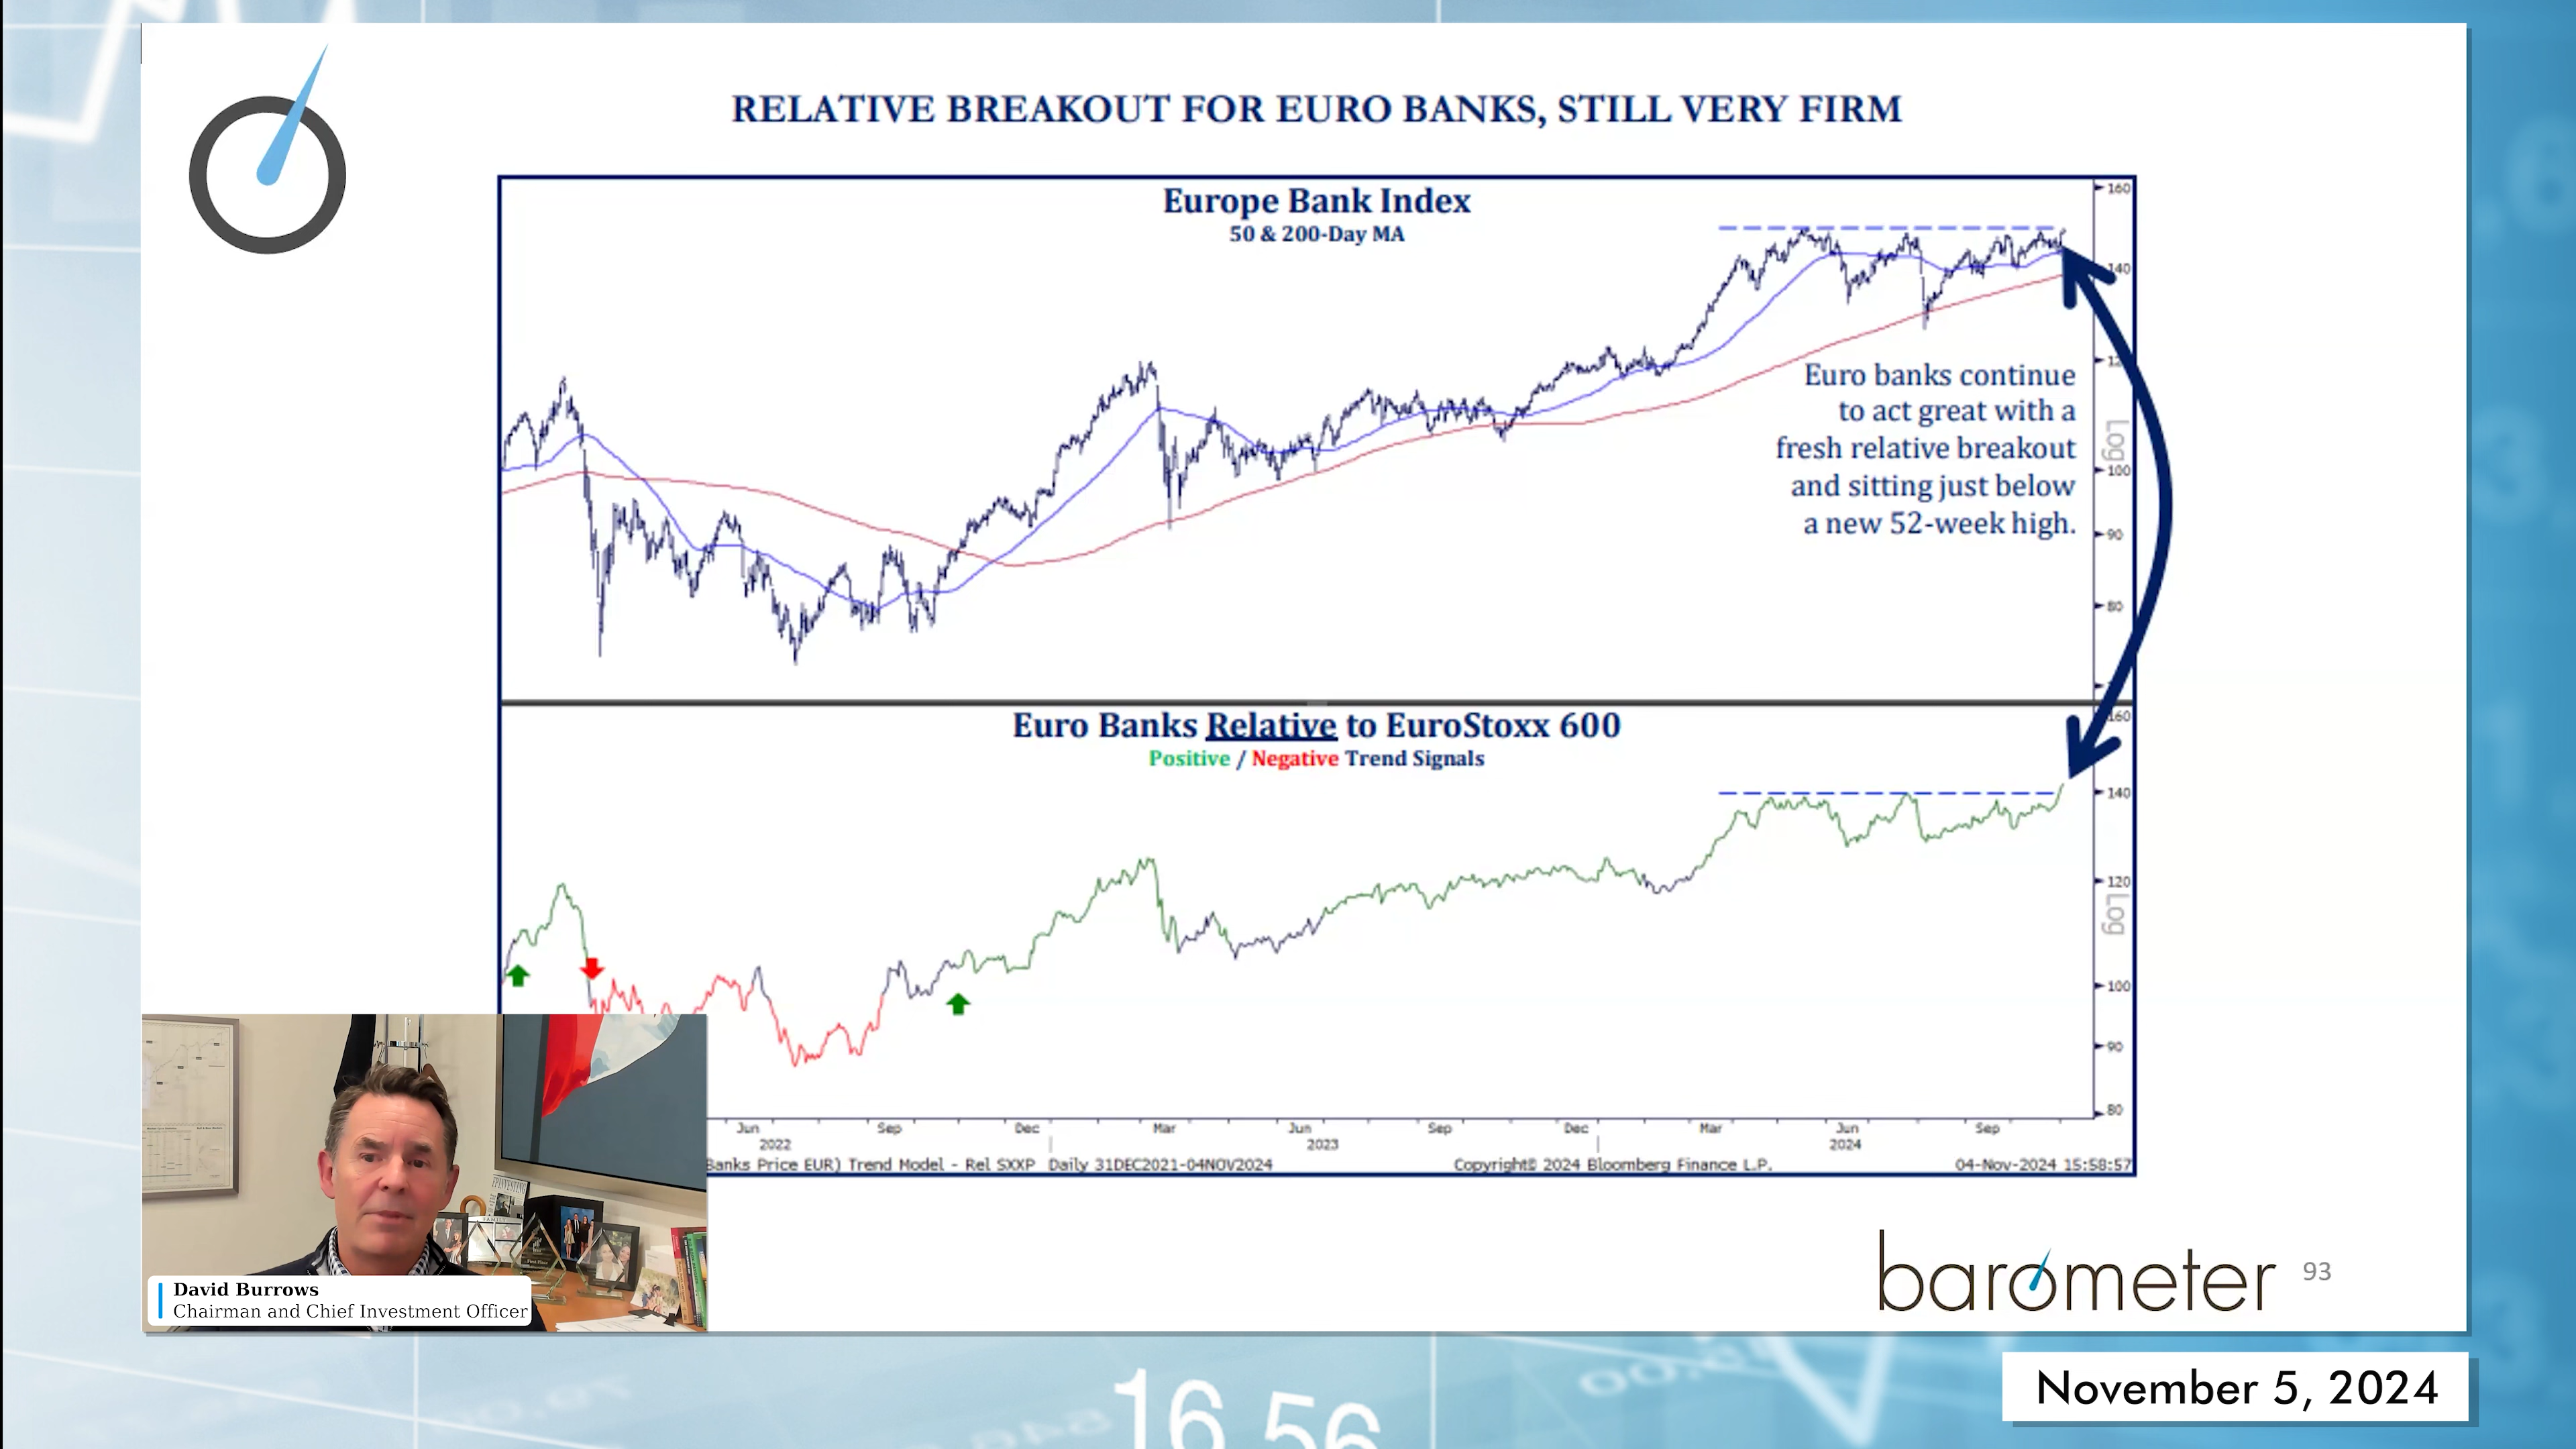 RELATIVE BREAKOUT FOR EURO BANKS, STILL VERY FIRM
Europe Bank Index
50 & 200-Day MA
160
140
Euro banks continue
to act great with a
fresh relative breakout
and sitting just below
a new 52-week high.
Log
100
90
80
Euro Banks Relative to EuroStoxx 600
Positive / Negative Trend Signals
160
140
120
Log
100
90
80
Jun Sep Dec Mar Jun Sep Dec Mar Jun Sep
2022 2023 2024
Banks Price EUR) Trend Model - Rel SXXP Daily 31DEC2021-04NOV2024 Copyright© 2024 Bloomberg Finance L.P. 04-Nov-2024 15:58:57
David Burrows
Chairman and Chief Investment Officer
barometer 93
November 5, 2024
16.56